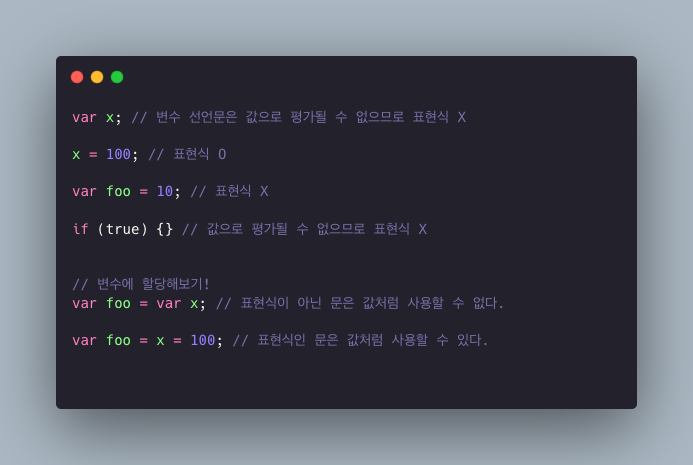 var x; // 변수 선언문은 값으로 평가될 수 없으므로 표현식 X
x = 100; // 표현식 O
var foo = 10; // 표현식 X
if (true) {} // 값으로 평가될 수 없으므로 표현식 X
// 변수에 할당해보기!
var foo = var x; // 표현식이 아닌 문은 값처럼 사용할 수 없다.
var foo = x = 100; // 표현식인 문은 값처럼 사용할 수 있다.